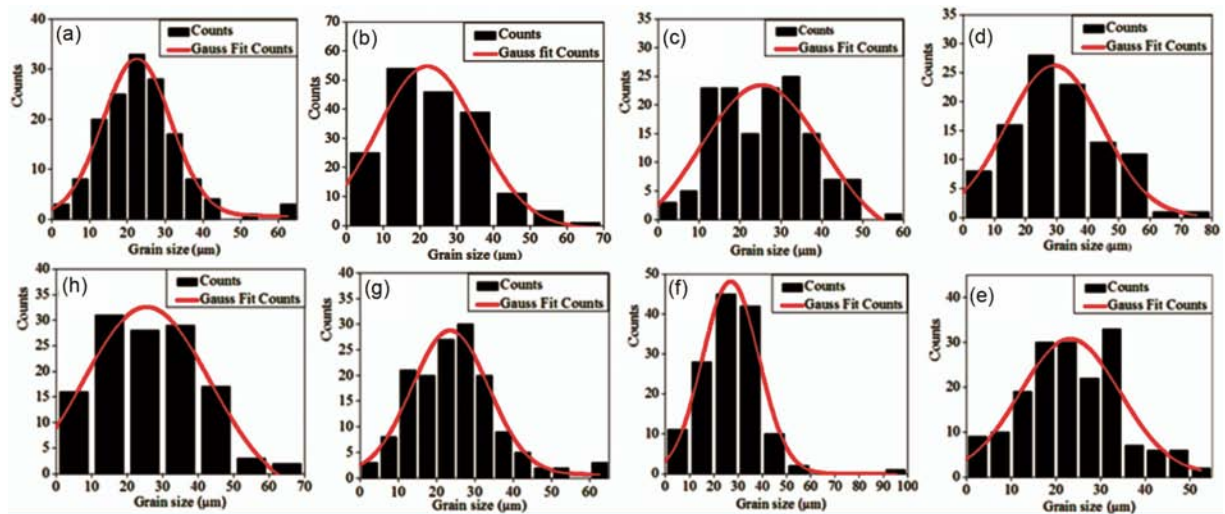 (a)
Counts
Gauss Fit Counts
Counts
40
30
20
10
0
0 10 20 30 40 50 60
Grain size (µm)
(b)
Counts
Gauss fit Counts
Counts
70
60
50
40
30
20
10
0
0 10 20 30 40 50 60 70
Grain size (µm)
(c)
Counts
Gauss Fit Counts
Counts
35
30
25
20
15
10
5
0
0 10 20 30 40 50 60
Grain size (µm)
(d)
Counts
Gauss Fit Counts
Counts
35
30
25
20
15
10
5
0
0 10 20 30 40 50 60 70 80
Grain size (µm)
(h)
Counts
Gauss Fit Counts
Counts
40
35
30
25
20
15
10
5
0
0 10 20 30 40 50 60 70
Grain size (µm)
(g)
Counts
Gauss Fit Counts
Counts
40
35
30
25
20
15
10
5
0
0 10 20 30 40 50 60
Grain size (µm)
(f)
Counts
Gauss Fit Counts
Counts
50
40
30
20
10
0
0 10 20 30 40 50 60 70 80 90 100
Grain size (µm)
(e)
Counts
Gauss Fit Counts
Counts
40
30
20
10
0
0 10 20 30 40 50
Grain size (µm)